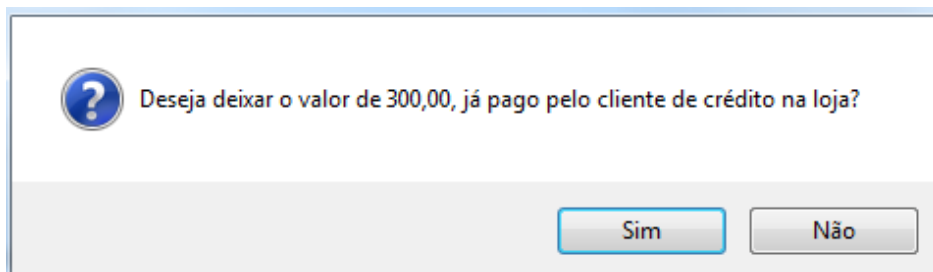 Deseja deixar o valor de 300,00, já pago pelo cliente de crédito na loja?
Sim Não